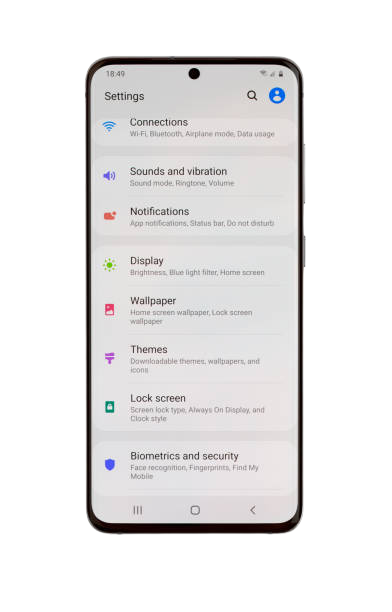 18:49
Settings
Connections
Wi-Fi, Bluetooth, Airplane mode, Data usage
Sounds and vibration
Sound mode, Ringtone, Volume
Notifications
App notifications, Status bar, Do not disturb
Display
Brightness, Blue light filter, Home screen
Wallpaper
Home screen wallpaper, Lock screen
wallpaper
Themes
Downloadable themes, wallpapers, and
icons
Lock screen
Screen lock type, Always On Display, and
Clock style
Biometrics and security
Face recognition, Fingerprints, Find My
Mobile